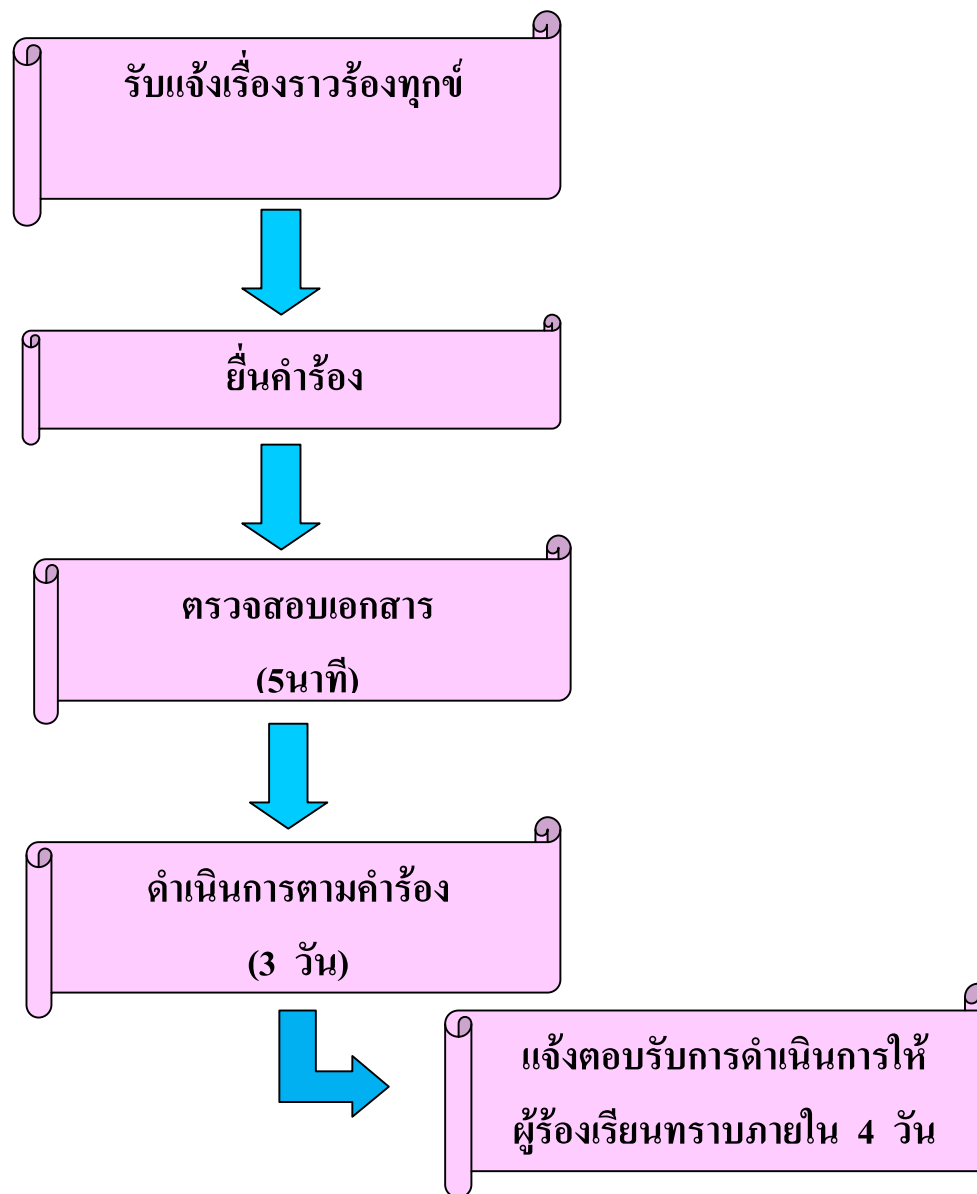 รับแจ้งเรื่องราวร้องทุกข์
ยื่นคำร้อง
ตรวจสอบเอกสาร
(5นาที)
ดำเนินการตามคำร้อง
(3 วัน)
แจ้งตอบรับการดำเนินการให้
ผู้ร้องเรียนทราบภายใน 4 วัน